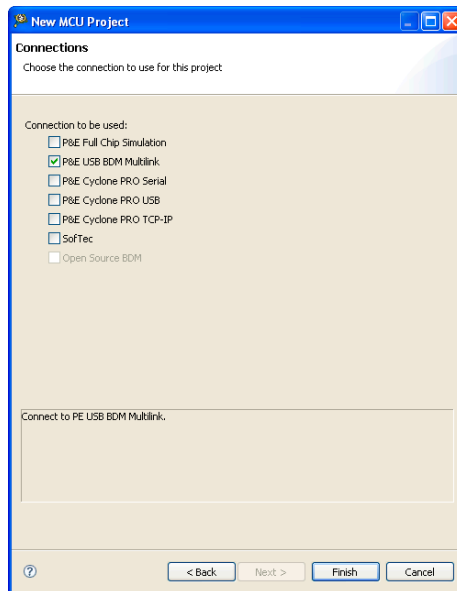 New MCU Project
Connections
Choose the connection to use for this project
Connection to be used:
P&E Full Chip Simulation
P&E USB BDM Multilink
P&E Cyclone PRO Serial
P&E Cyclone PRO USB
P&E Cyclone PRO TCP-IP
SofTec
Open Source BDM
Connect to PE USB BDM Multilink.
? < Back Next > Finish Cancel